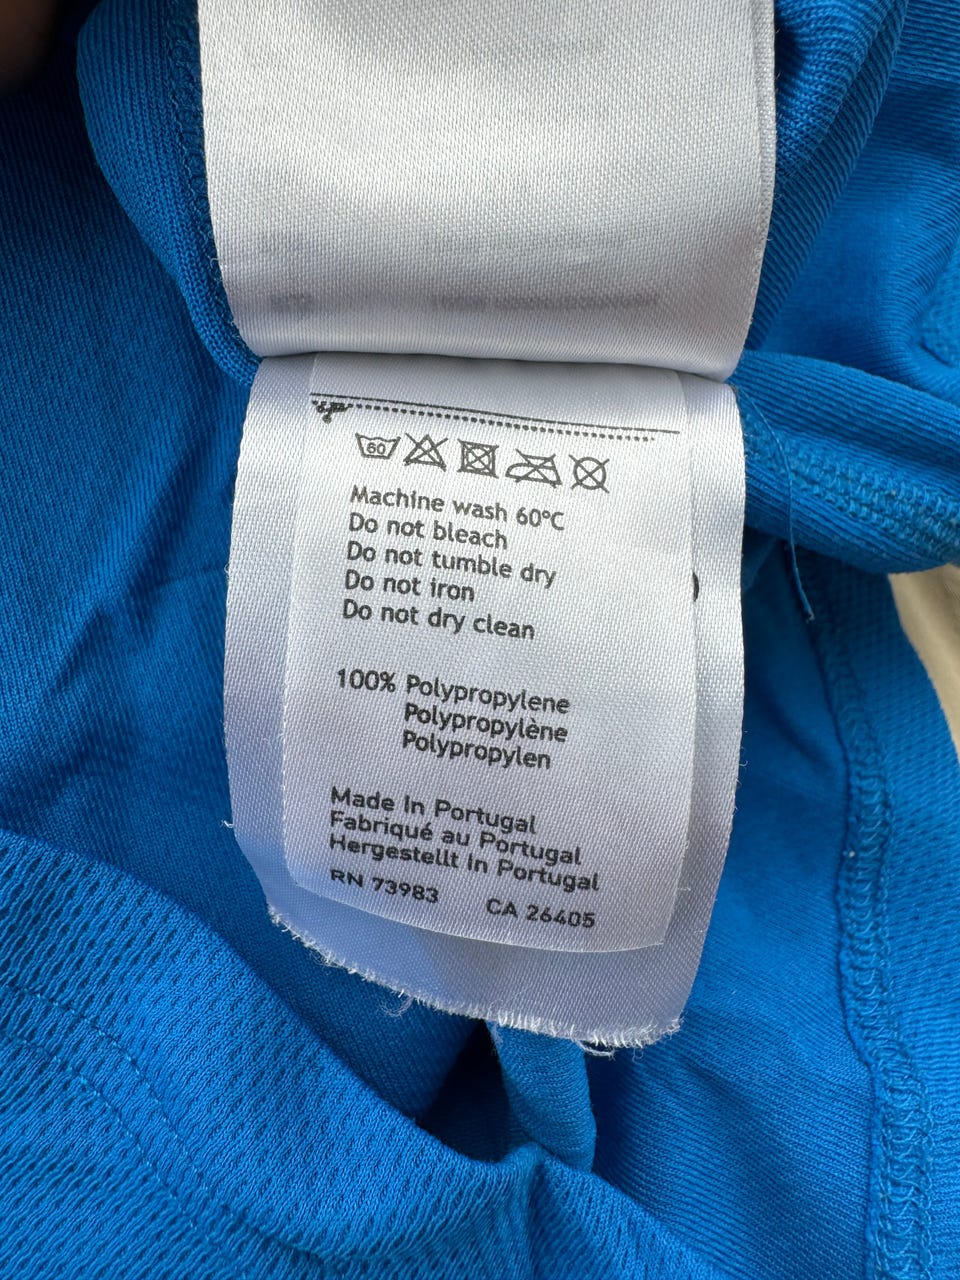 60
Machine wash 60°C
Do not bleach
Do not tumble dry
Do not iron
Do not dry clean
100% Polypropylene
Polypropylène
Polypropylen
Made In Portugal
Fabriqué au Portugal
Hergestellt In Portugal
RN 73983 CA 26405